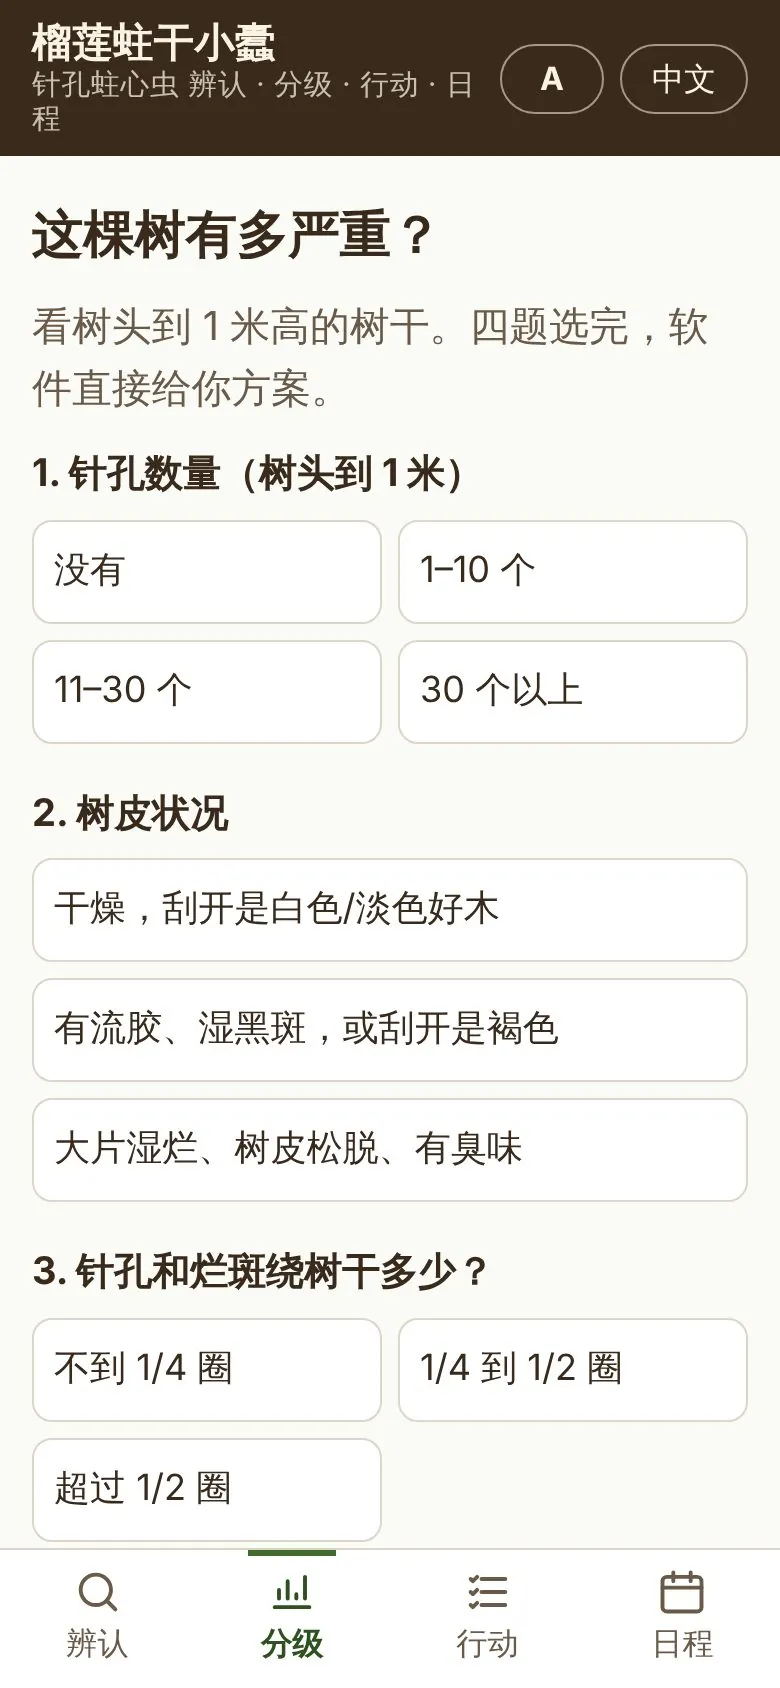 榴莲蛀干小蠹
针孔蛀心虫 辨认 · 分级 · 行动 · 日
程
A
中文
这棵树有多严重？
看树头到 1 米高的树干。四题选完，软
件直接给你方案。
1. 针孔数量（树头到 1 米）
没有
1–10 个
11–30 个
30 个以上
2. 树皮状况
干燥，刮开是白色/淡色好木
有流胶、湿黑斑，或刮开是褐色
大片湿烂、树皮松脱、有臭味
3. 针孔和烂斑绕树干多少？
不到 1/4 圈
1/4 到 1/2 圈
超过 1/2 圈
辨认
分级
行动
日程